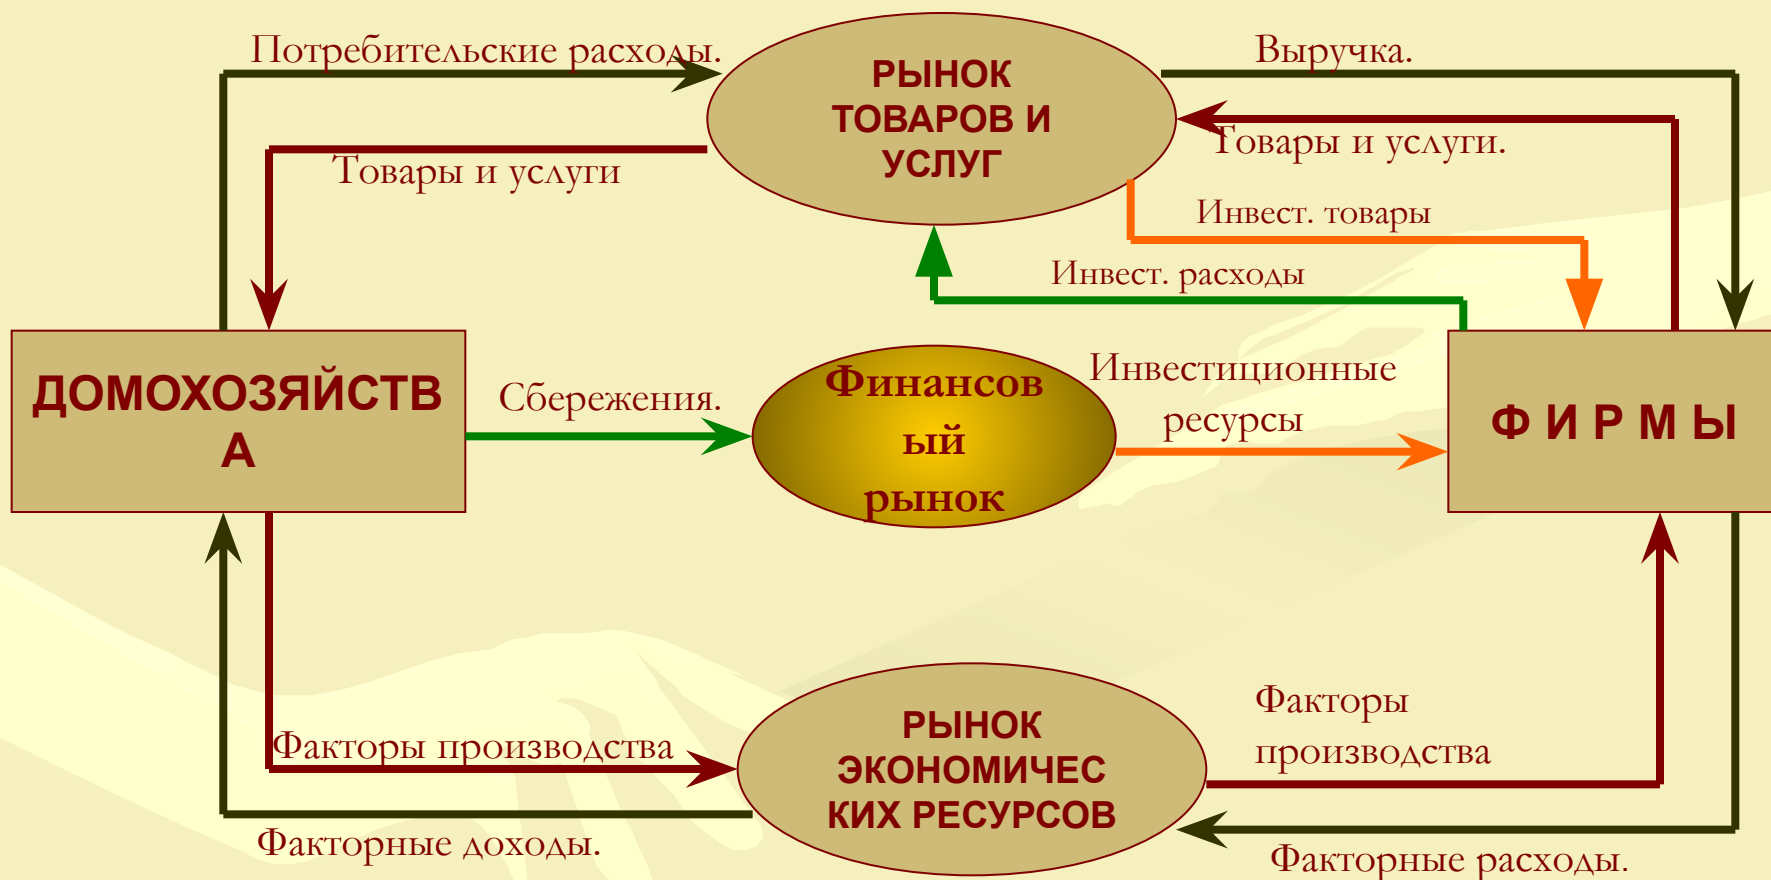 Потребительские расходы.
РЫНОК
ТОВАРОВ И
УСЛУГ
Выручка.
Товары и услуги
Товары и услуги.
Инвест. товары
Инвест. расходы
ДОМОХОЗЯЙСТВ
А
Сбережения.
Финансов
ый
рынок
Инвестиционные
ресурсы
Ф И Р М Ы
Факторы производства
РЫНОК
ЭКОНОМИЧЕС
КИХ РЕСУРСОВ
Факторы
производства
Факторные доходы.
Факторные расходы.